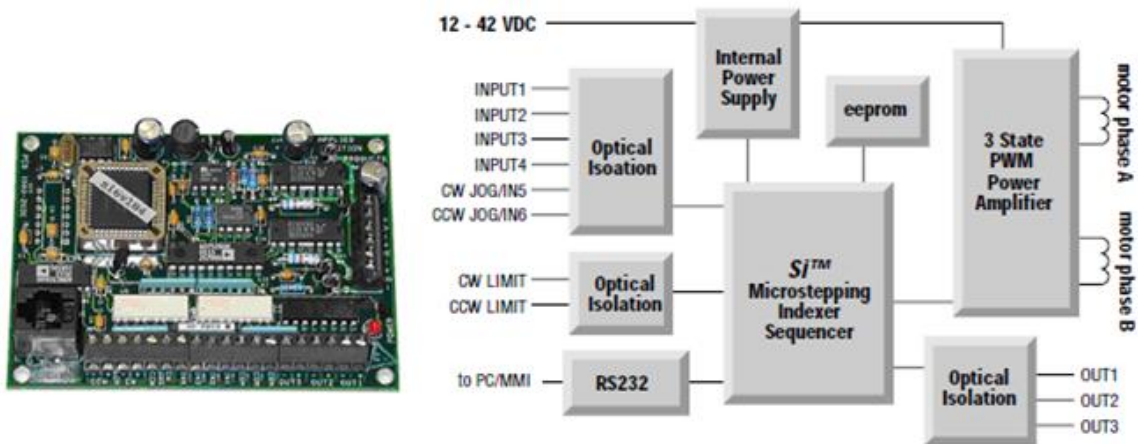 12 - 42 VDC
Internal
Power
Supply
INPUT1
INPUT2
INPUT3
INPUT4
CW JOG/IN5
CCW JOG/IN6
Optical
Isoation
eeprom
3 State
PWM
Power
Amplifier
motor phase A
motor phase B
CW LIMIT
CCW LIMIT
Optical
Isolation
Si™
Microstepping
Indexer
Sequencer
to PC/MMI
RS232
Optical
Isolation
OUT1
OUT2
OUT3